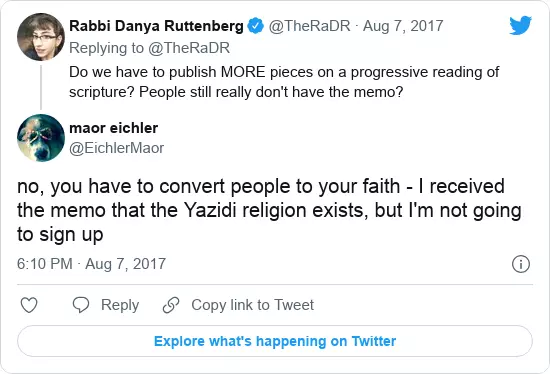 Rabbi Danya Ruttenberg @TheRaDR · Aug 7, 2017
Replying to @TheRaDR
Do we have to publish MORE pieces on a progressive reading of
scripture? People still really don't have the memo?
maor eichler
@EichlerMaor
no, you have to convert people to your faith - I received
the memo that the Yazidi religion exists, but I'm not going
to sign up
6:10 PM · Aug 7, 2017
Reply Copy link to Tweet
Explore what's happening on Twitter